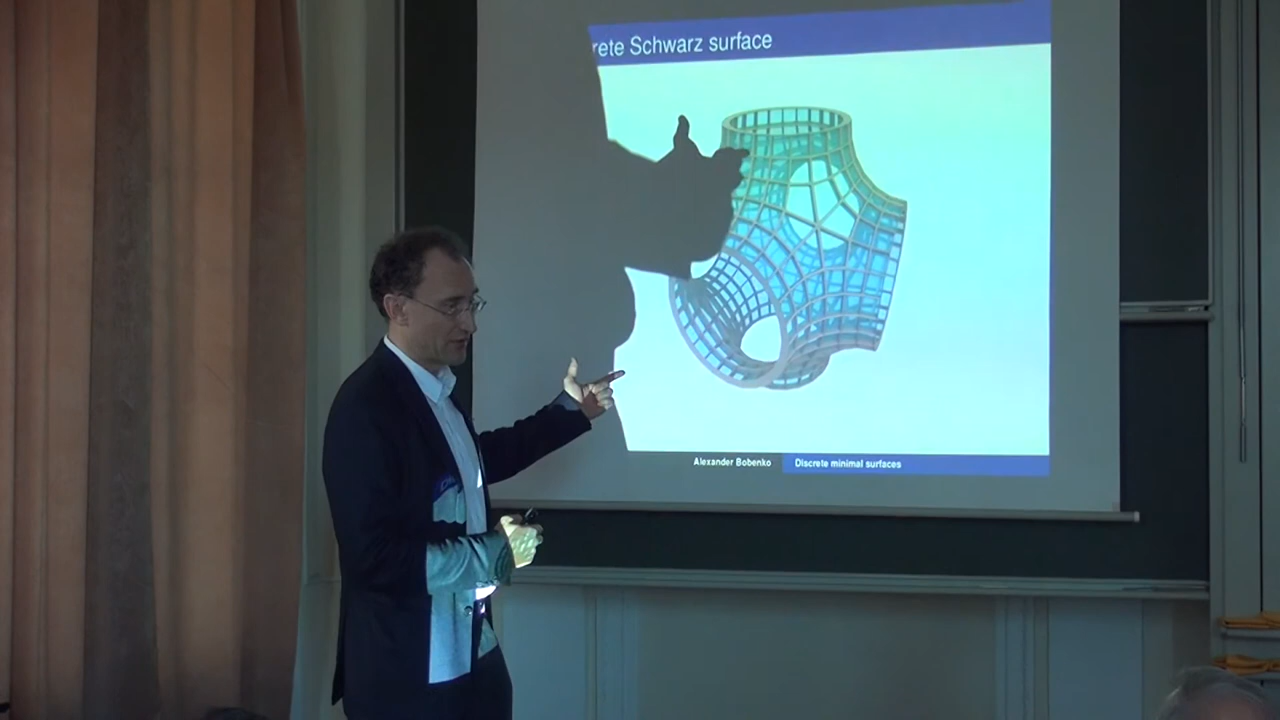 rete Schwarz surface
Alexander Bobenko
Discrete minimal surfaces